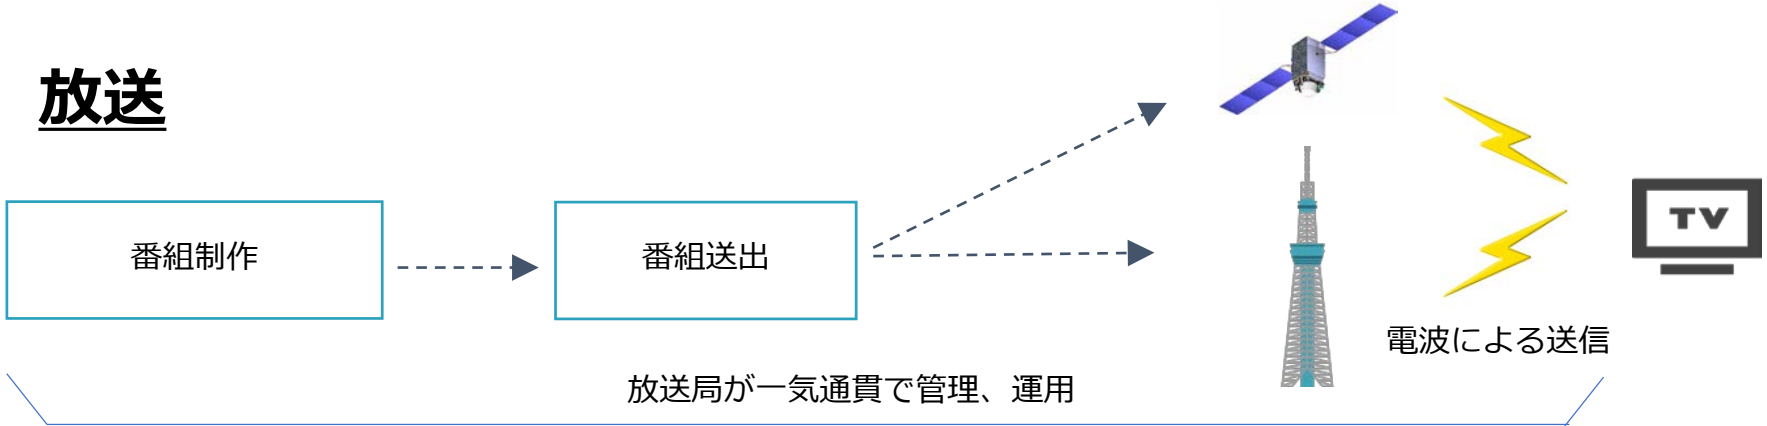 放送
番組制作
番組送出
TV
電波による送信
放送局が一気通貫で管理、運用